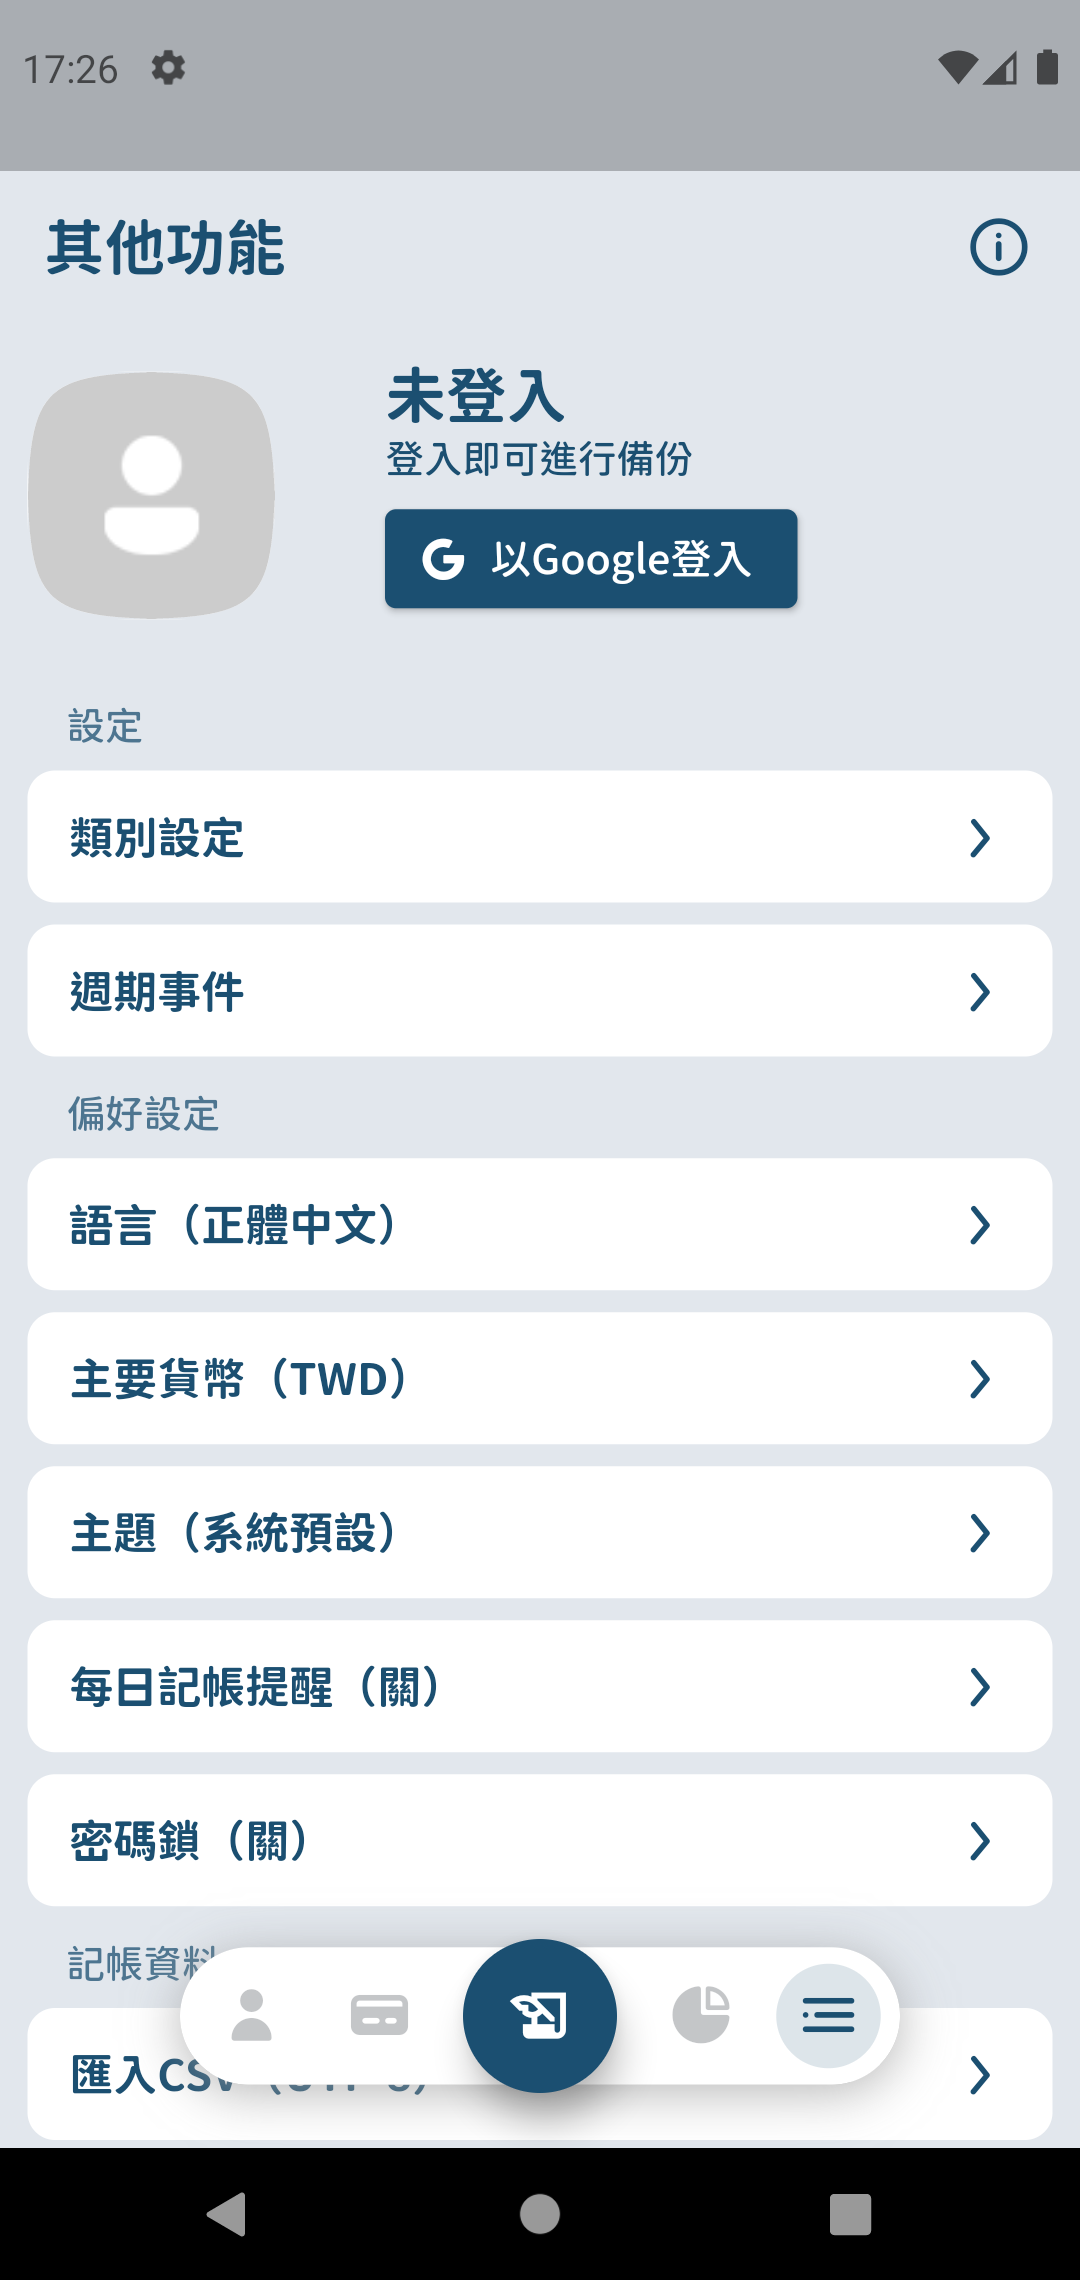 17:26
其他功能
未登入
登入即可進行備份
以Google登入
設定
類別設定
週期事件
偏好設定
語言（正體中文）
主要貨幣（TWD）
主題（系統預設）
每日記帳提醒（關）
密碼鎖（關）
記帳資料
匯入CSV